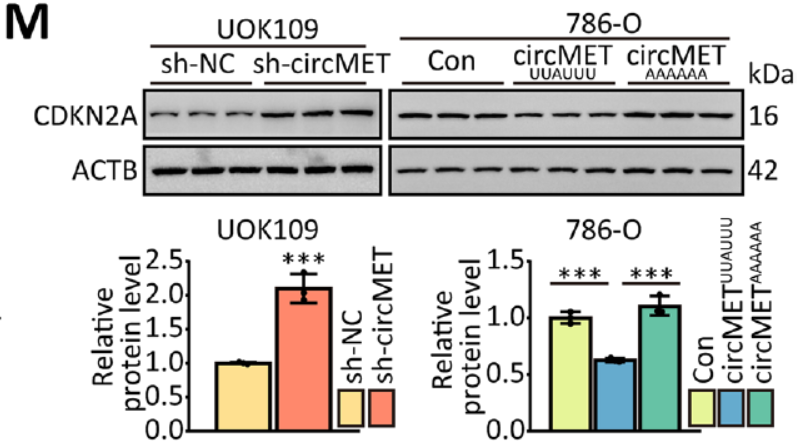 M
UOK109 786-O
sh-NC sh-circMET Con circMET UUAUUU circMET AAAAAA kDa
CDKN2A 16
ACTB 42
UOK109
Relative protein level
2.5
2.0
1.5
1.0
0.5
0.0
***
sh-NC
sh-circMET
786-O
Relative protein level
1.5
1.0
0.5
0.0
*** ***
Con
circMETUUAUUU
circMETAAAAAA